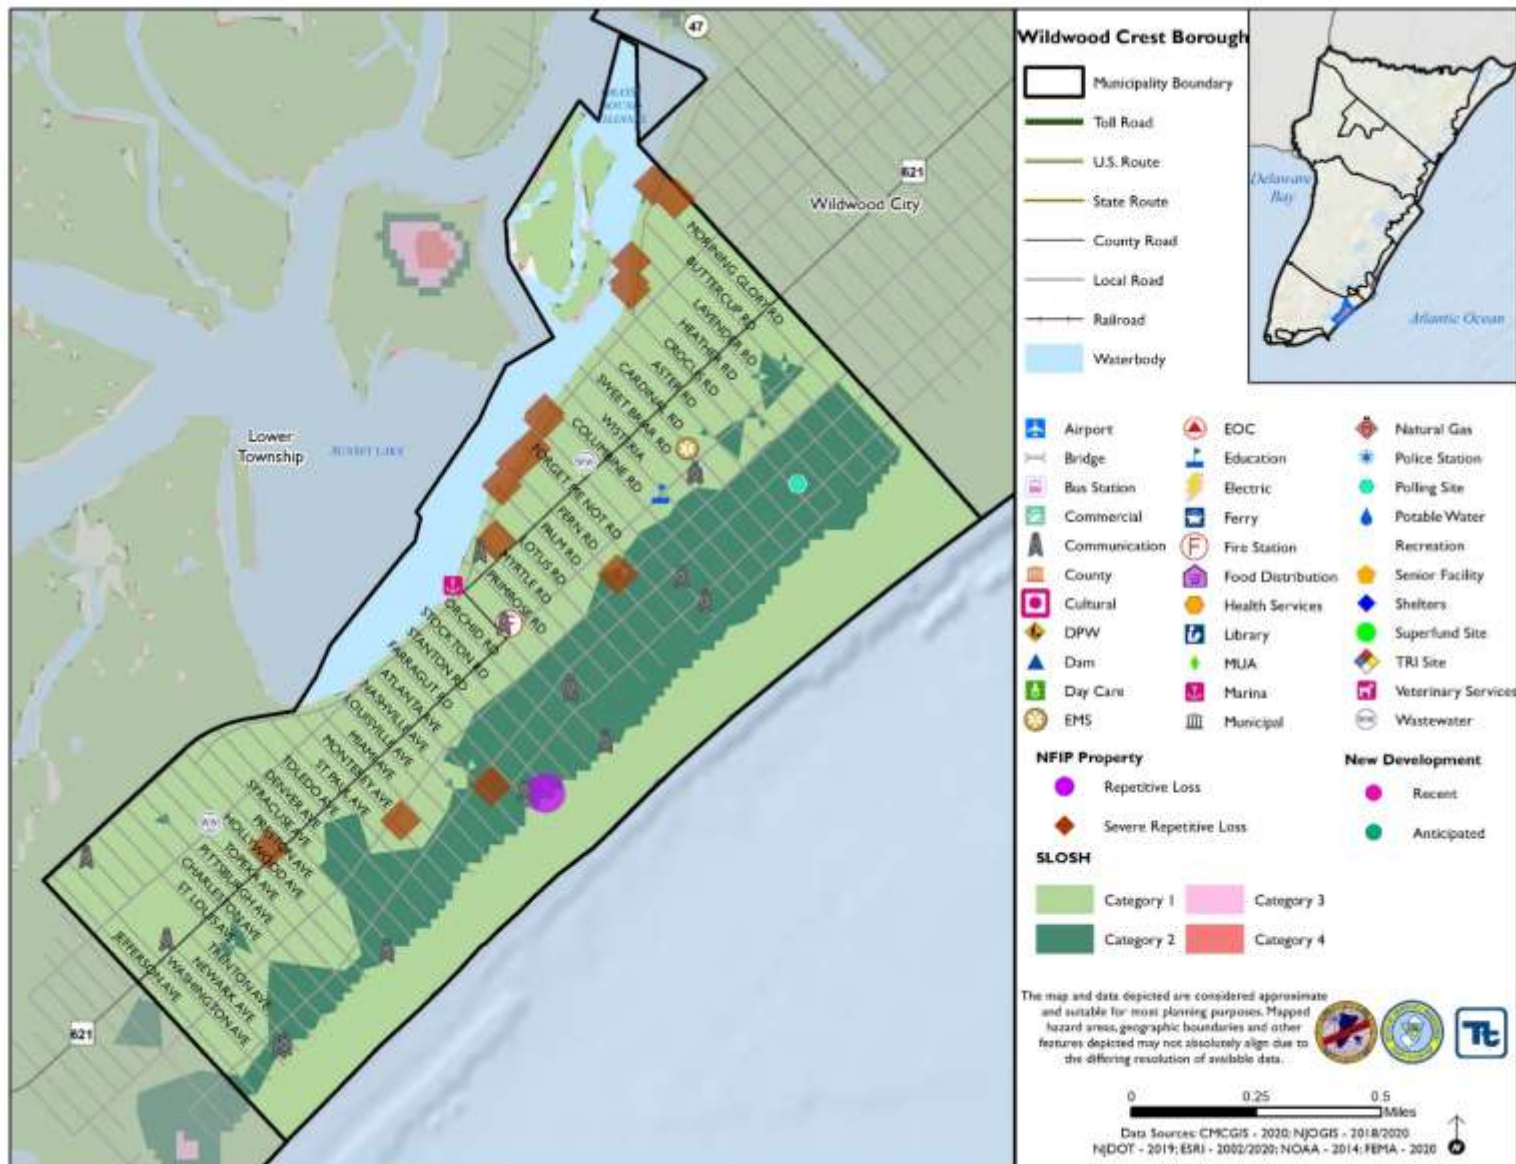 47
621
Wildwood City
Lower
Township
SUNSET LAKE
MORINING GLORY RD
BUTTERCUP RD
LAVENDER RD
HEATHER RD
CROCUS RD
ASTER RD
CARDINAL RD
SWEET BRIAR RD
WISTERIA
COLUMBINE RD
FORGET ME NOT RD
FERN RD
PALM RD
LOTUS RD
MYRTLE RD
PRIMROSE RD
ORCHID RD
STOCKTON RD
STANTON RD
FARRAGUT RD
ATLANTA AVE
NASHVILLE AVE
LOUISVILLE AVE
MIAMI AVE
MONTEREY AVE
ST PAUL AVE
TOLEDO AVE
DENVER AVE
SYRACUSE AVE
PRESTON AVE
HOLLYWOOD AVE
TOPEKA AVE
PITTSBURGH AVE
CHARLESTON AVE
ST LOUIS AVE
TRENTON AVE
NEWARK AVE
WASHINGTON AVE
JEFFERSON AVE
621
Wildwood Crest Borough
Municipality Boundary
Toll Road
U.S. Route
State Route
County Road
Local Road
Railroad
Waterbody
Delaware
Bay
Atlantic Ocean
Airport
Bridge
Bus Station
Commercial
Communication
County
Cultural
DPW
Dam
Day Care
EMS
EOC
Education
Electric
Ferry
Fire Station
Food Distribution
Health Services
Library
MUA
Marina
Municipal
Natural Gas
Police Station
Polling Site
Potable Water
Recreation
Senior Facility
Shelters
Superfund Site
TRI Site
Veterinary Services
Wastewater
NFIP Property
Repetitive Loss
Severe Repetitive Loss
New Development
Recent
Anticipated
SLOSH
Category 1
Category 2
Category 3
Category 4
The map and data depicted are considered approximate
and suitable for most planning purposes. Mapped
hazard areas, geographic boundaries and other
features depicted may not absolutely align due to
the differing resolution of available data.
Tt
0 0.25 0.5
Miles
Data Sources: CMCGIS - 2020; NJOGIS - 2018/2020
NJDOT - 2019; ESRI - 2002/2020; NOAA - 2014; FEMA - 2020
N